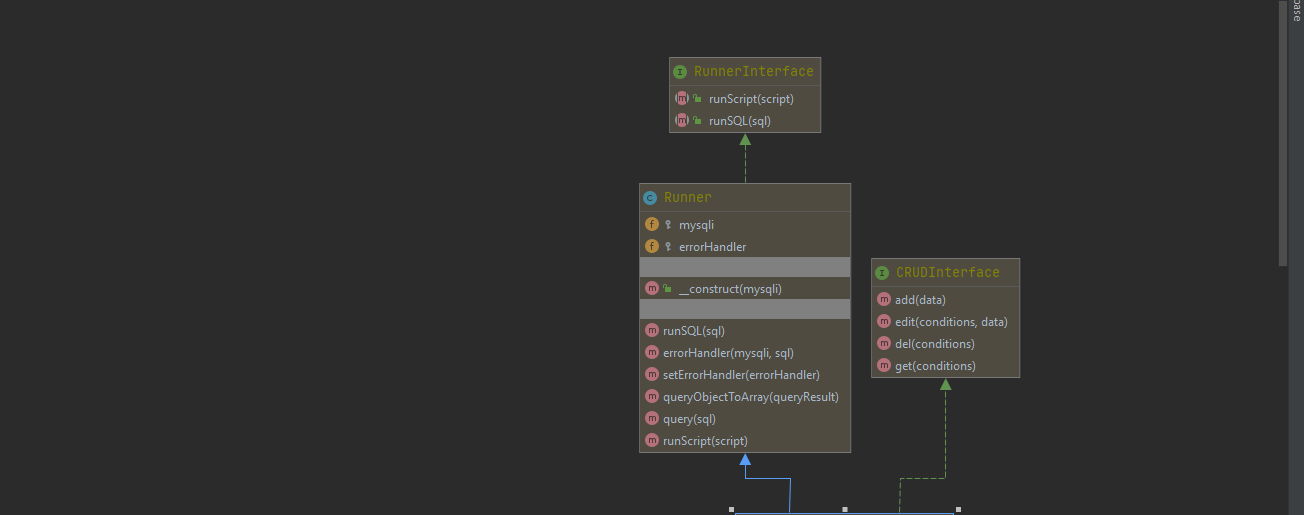 case
RunnerInterface
runScript(script)
runSQL(sql)
Runner
mysqli
errorHandler
__construct(mysqli)
runSQL(sql)
errorHandler(mysqli, sql)
setErrorHandler(errorHandler)
queryObjectToArray(queryResult)
query(sql)
runScript(script)
CRUDInterface
add(data)
edit(conditions, data)
del(conditions)
get(conditions)